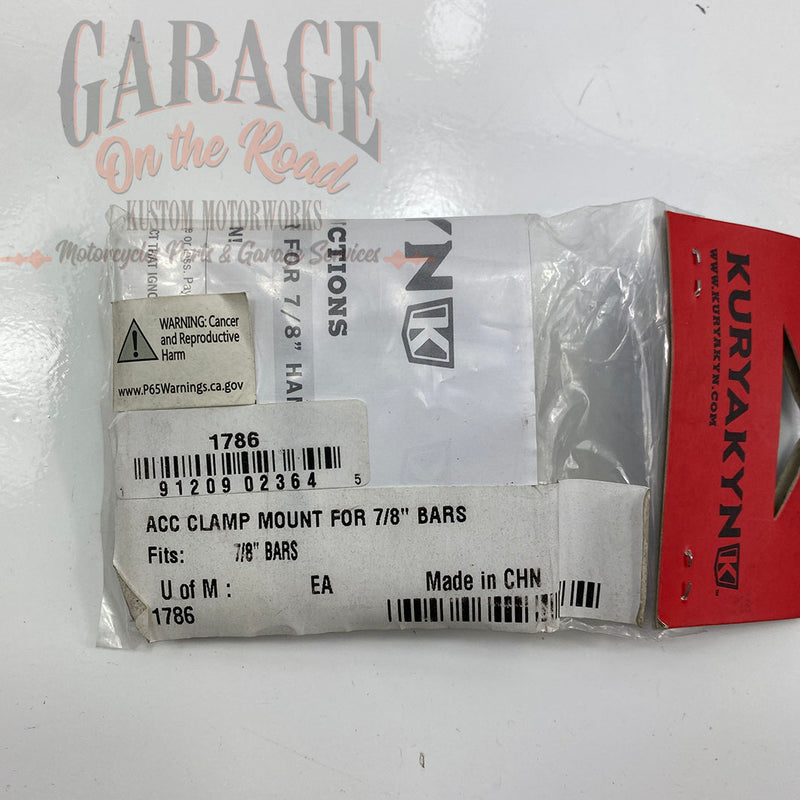 GARAGE
On the Road
KUSTOM MOTORWORKS
Motorcycle Parts & Garage Services
WARNING: Cancer
and Reproductive
Harm
www.P65Warnings.ca.gov
CTIONS
FOR 7/8" HAN
YN
KURYAKYN
WWW.KURYAKYN.COM
1786
1 91209 02364 5
ACC CLAMP MOUNT FOR 7/8" BARS
Fits: 7/8" BARS
U of M : EA Made in CHN
1786